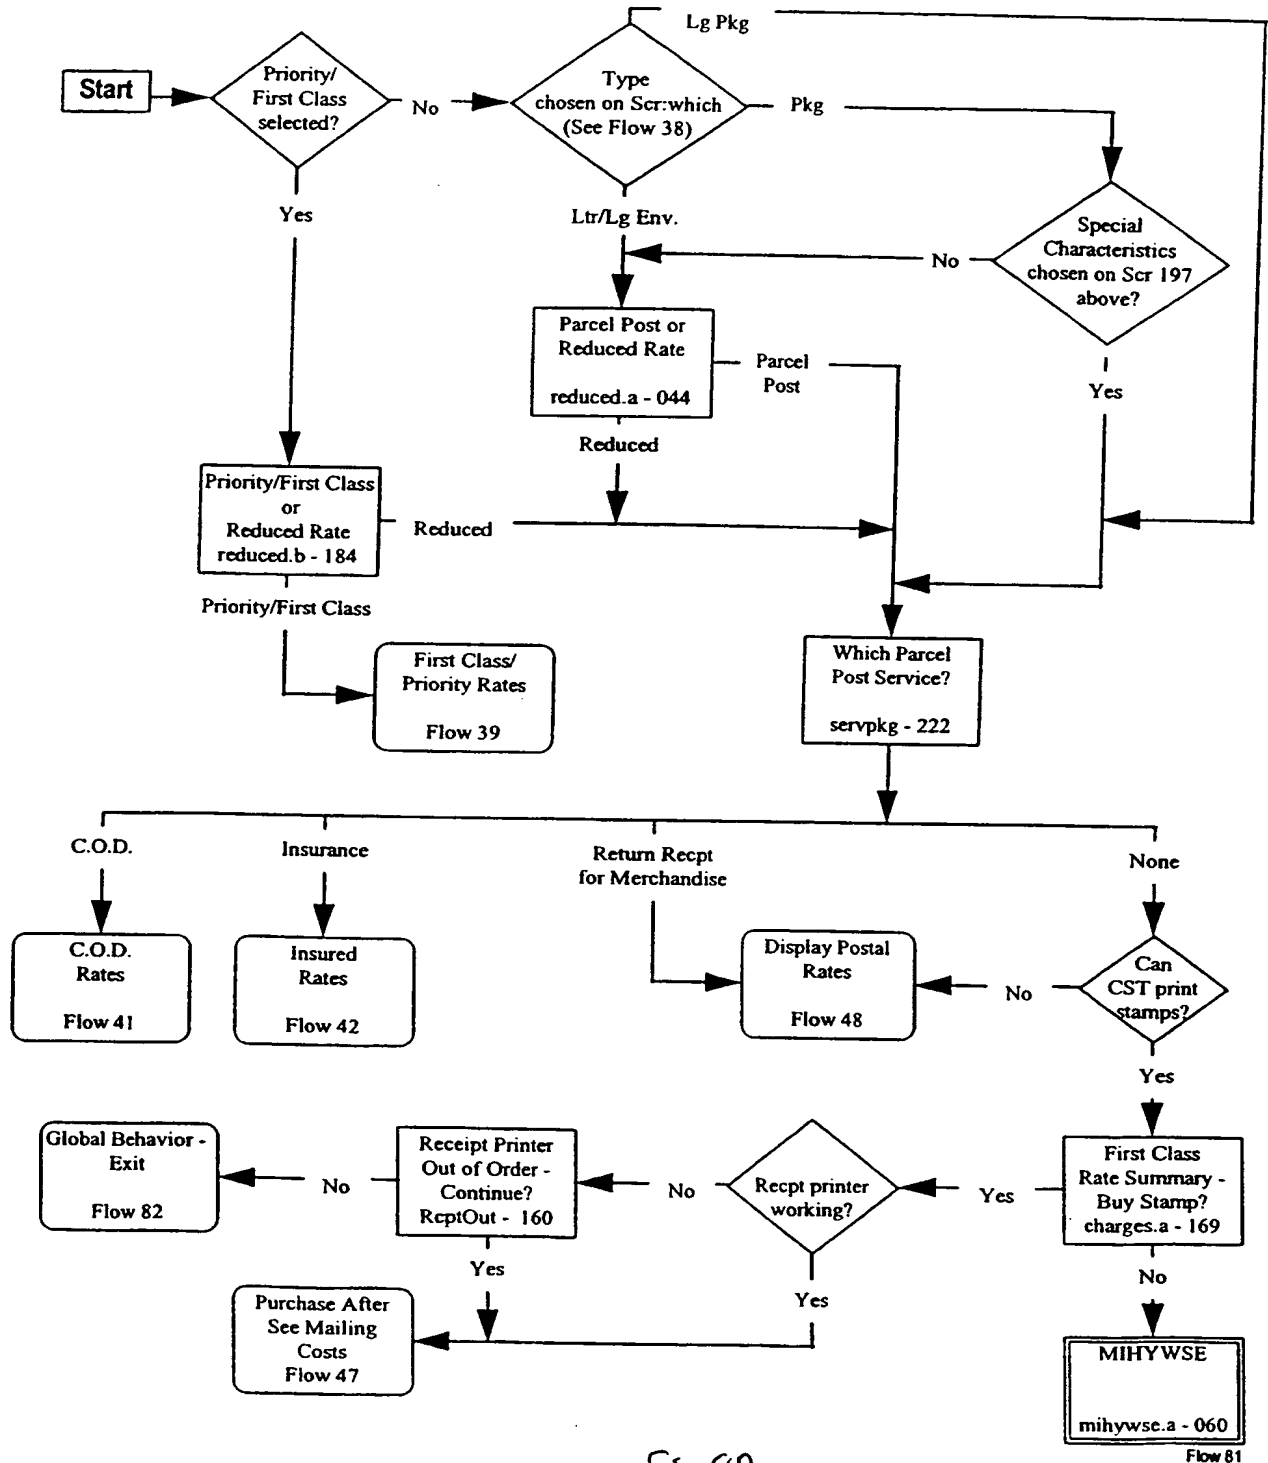 Lg Pkg
Start
Priority/
First Class
selected?
No
Type
chosen on Scr:which
(See Flow 38)
Pkg
Yes
Ltr/Lg Env.
Special
Characteristics
chosen on Scr 197
above?
No
Parcel Post or
Reduced Rate
reduced.a - 044
Parcel
Post
Yes
Reduced
Priority/First Class
or
Reduced Rate
reduced.b - 184
Reduced
Priority/First Class
First Class/
Priority Rates
Flow 39
Which Parcel
Post Service?
servpkg - 222
C.O.D.
Insurance
Return Recpt
for Merchandise
None
C.O.D.
Rates
Flow 41
Insured
Rates
Flow 42
Display Postal
Rates
Flow 48
No
Can
CST print
stamps?
Yes
Global Behavior -
Exit
Flow 82
No
Receipt Printer
Out of Order -
Continue?
RcptOut - 160
No
Recpt printer
working?
Yes
First Class
Rate Summary -
Buy Stamp?
charges.a - 169
Yes
Yes
No
Purchase After
See Mailing
Costs
Flow 47
MIHYWSE
mihywse.a - 060
Flow 81